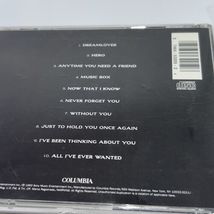 1. DREAMLOVER
2. HERO
3. ANYTIME YOU NEED A FRIEND
4. MUSIC BOX
5. NOW THAT I KNOW
6. NEVER FORGET YOU
7. WITHOUT YOU
8. JUST TO HOLD YOU ONCE AGAIN
9. I'VE BEEN THINKING ABOUT YOU
10. ALL I'VE EVER WANTED
COLUMBIA